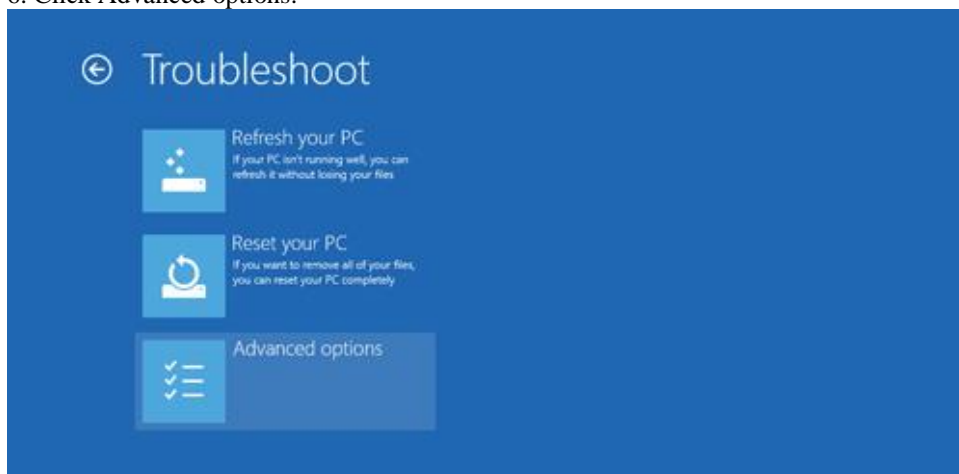 6. Click Advanced options.
Troubleshoot
Refresh your PC
If your PC isn't running well, you can
refresh it without losing your files
Reset your PC
If you want to remove all of your files,
you can reset your PC completely
Advanced options